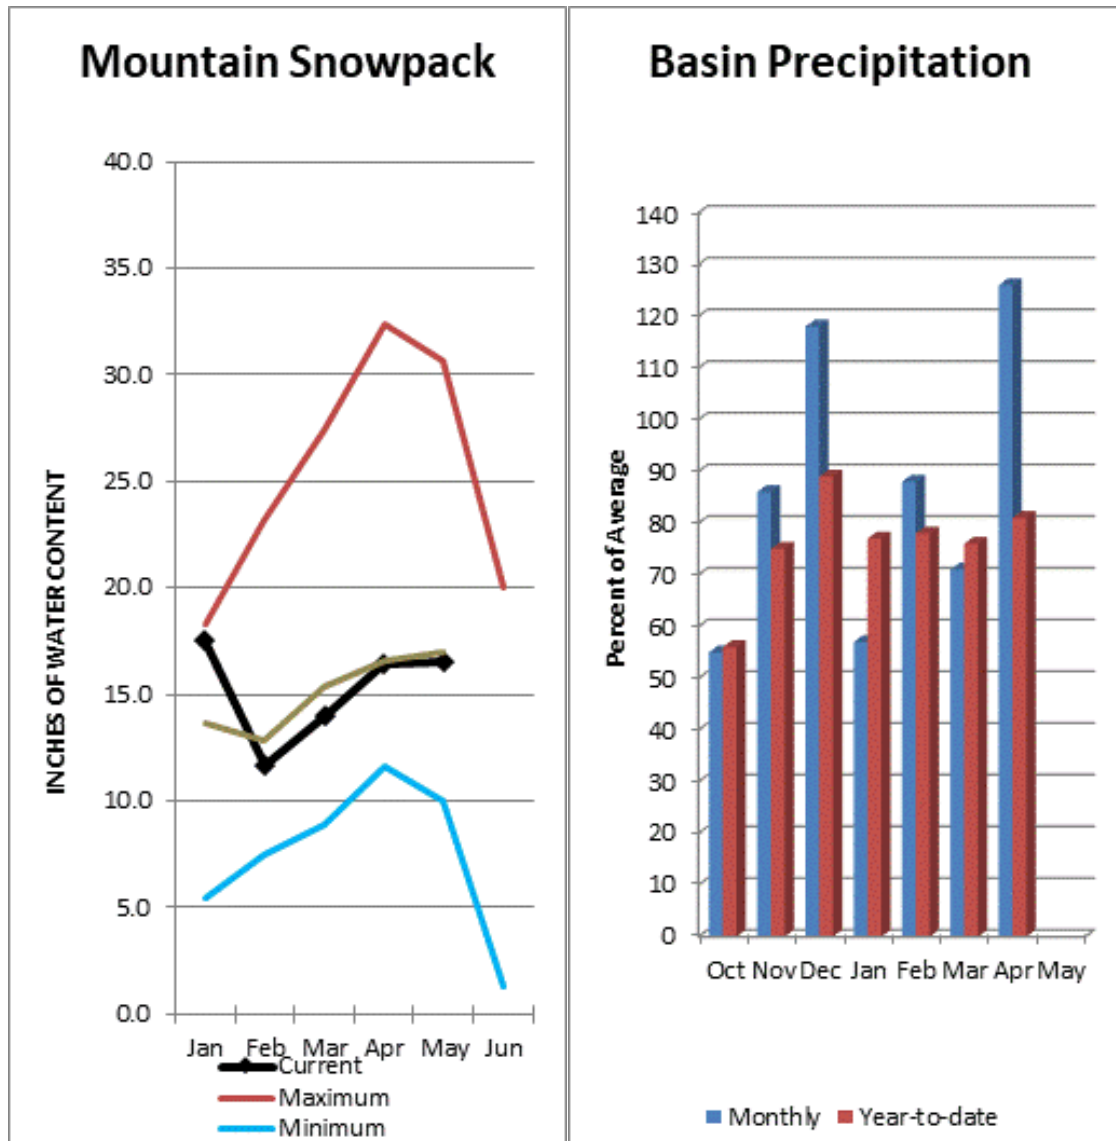 Mountain Snowpack
INCHES OF WATER CONTENT
40.0
35.0
30.0
25.0
20.0
15.0
10.0
5.0
0.0
Jan Feb Mar Apr May Jun
Current
Maximum
Minimum
Basin Precipitation
Percent of Average
140
130
120
110
100
90
80
70
60
50
40
30
20
10
0
Oct Nov Dec Jan Feb Mar Apr May
Monthly Year-to-date